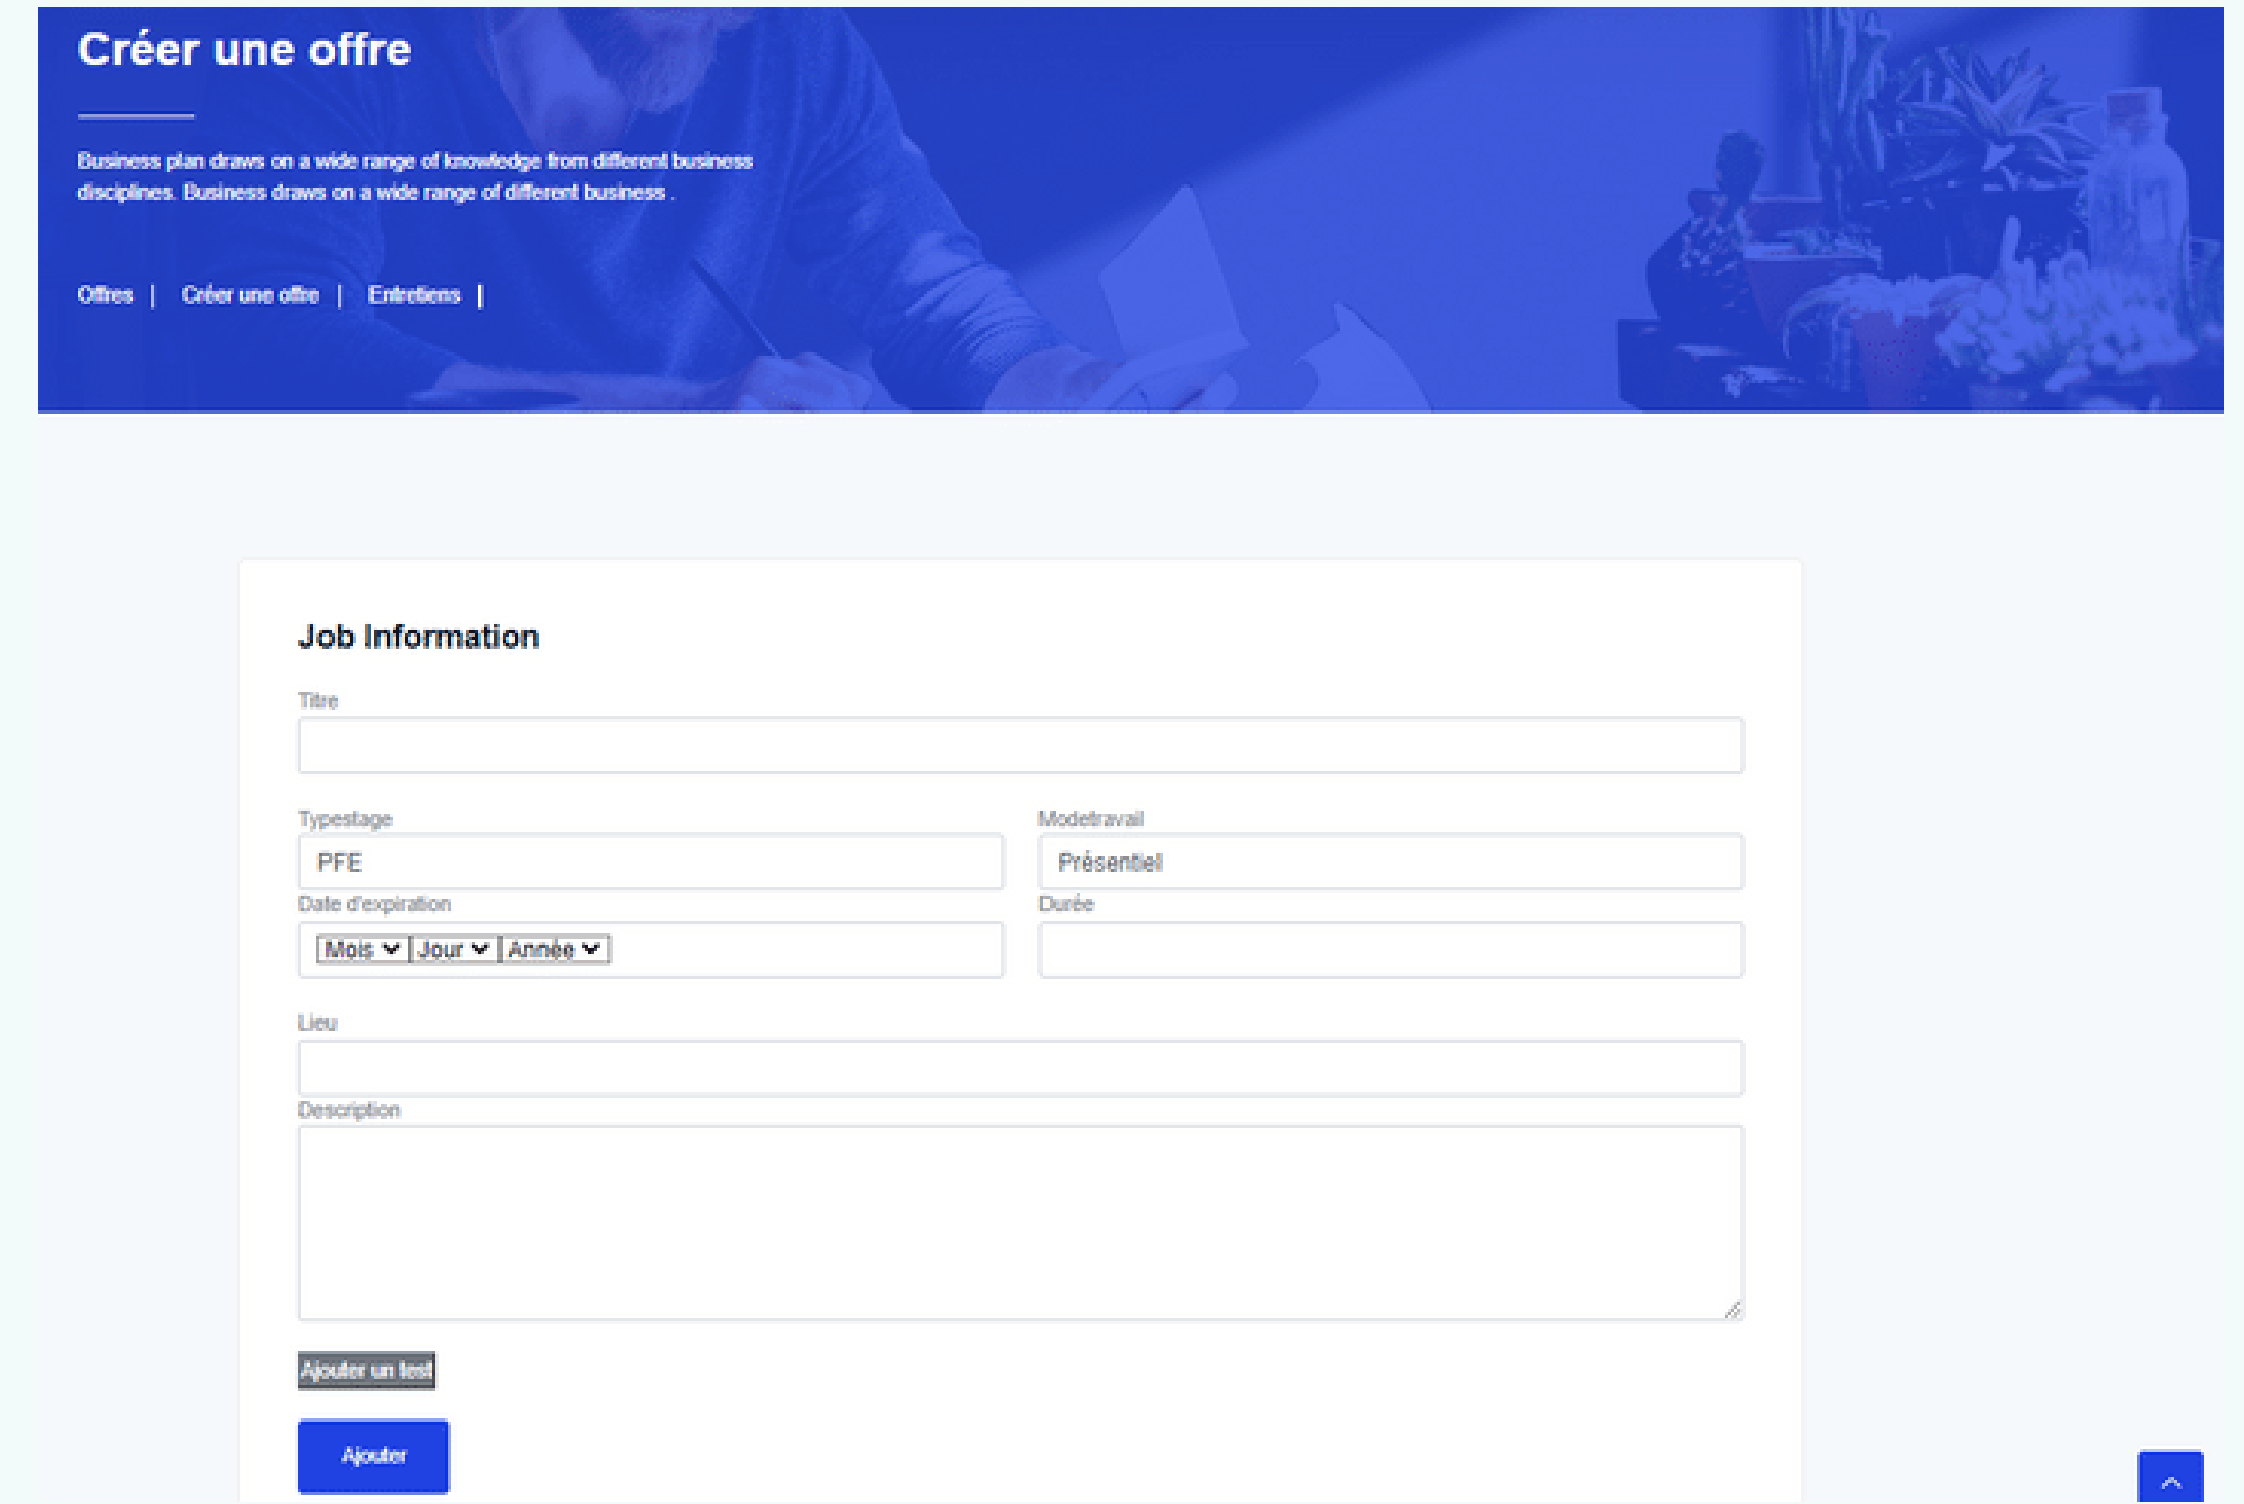 Créer une offre
Business plan draws on a wide range of knowledge from different business
disciplines. Business draws on a wide range of different business .
Offres | Créer une offre | Entretiens |
Job Information
Titre
Typestage Modetravail
PFE Présentiel
Date d'expiration Durée
Mois Jour Année
Lieu
Description
Ajouter un test
Ajouter